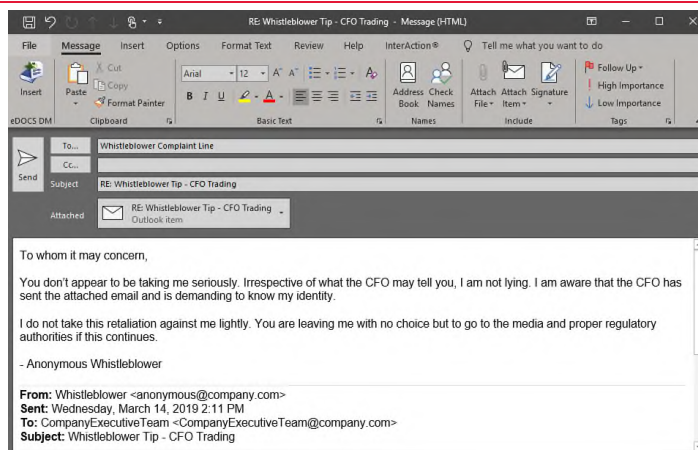 RE: Whistleblower Tip - CFO Trading - Message (HTML)
File Message Insert Options Format Text Review Help InterAction® Tell me what you want to do
Insert
Paste
Cut
Copy
Format Painter
Arial 12 A A
B I U A
Address Book
Check Names
Attach File
Attach Item
Signature
Follow Up
High Importance
Low Importance
eDOCS DM Clipboard Basic Text Names Include Tags
Send
To... Whistleblower Complaint Line
Cc...
Subject RE: Whistleblower Tip - CFO Trading
Attached RE: Whistleblower Tip - CFO Trading
Outlook item
To whom it may concern,
You don't appear to be taking me seriously. Irrespective of what the CFO may tell you, I am not lying. I am aware that the CFO has
sent the attached email and is demanding to know my identity.
I do not take this retaliation against me lightly. You are leaving me with no choice but to go to the media and proper regulatory
authorities if this continues.
- Anonymous Whistleblower
From: Whistleblower <anonymous@company.com>
Sent: Wednesday, March 14, 2019 2:11 PM
To: CompanyExecutiveTeam <CompanyExecutiveTeam@company.com>
Subject: Whistleblower Tip - CFO Trading